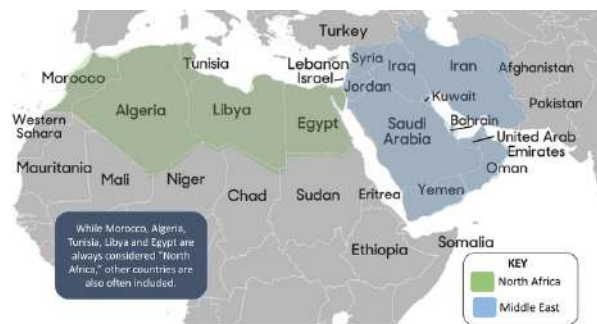 Turkey
Tunisia
Morocco
Lebanon
Israel
Syria
Iraq
Iran
Afghanistan
Jordan
Kuwait
Pakistan
Algeria
Libya
Egypt
Western
Sahara
Saudi
Arabia
Bahrain
United Arab
Emirates
Oman
Mauritania
Mali
Niger
Chad
Sudan
Eritrea
Yemen
Ethiopia
Somalia
While Morocco, Algeria,
Tunisia, Libya and Egypt are
always considered "North
Africa," other countries are
also often included.
KEY
North Africa
Middle East